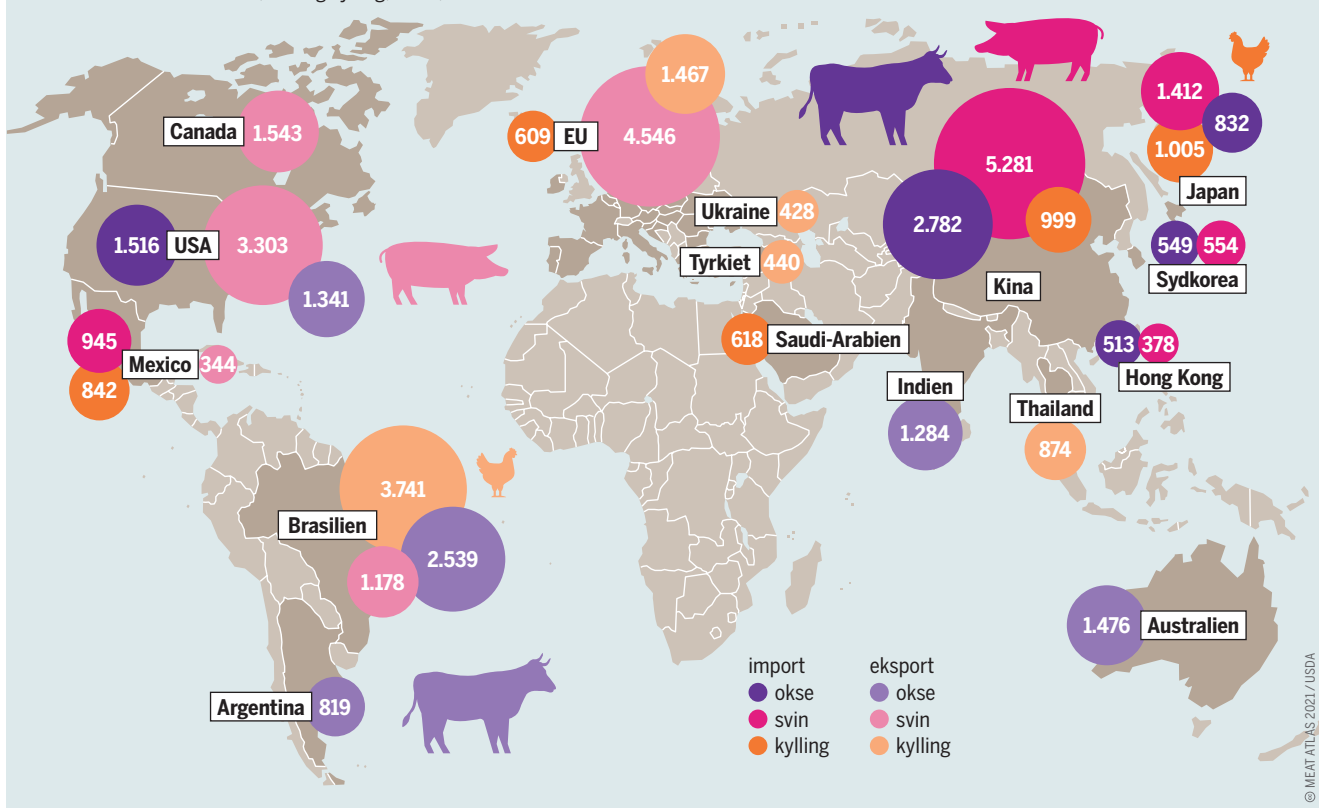 1.467
1.412
832
1.005
Japan
Canada
1.543
609
EU
4.546
5.281
2.782
999
Kina
Ukraine
428
Tyrkiet
440
549
554
Sydkorea
1.516
USA
3.303
1.341
945
Mexico
344
842
618
Saudi-Arabien
513
378
Hong Kong
Indien
1.284
Thailand
874
3.741
Brasilien
2.539
1.178
1.476
Australien
Argentina
819
import
okse
svin
kylling
eksport
okse
svin
kylling
MEAT ATLAS 2021 / USDA